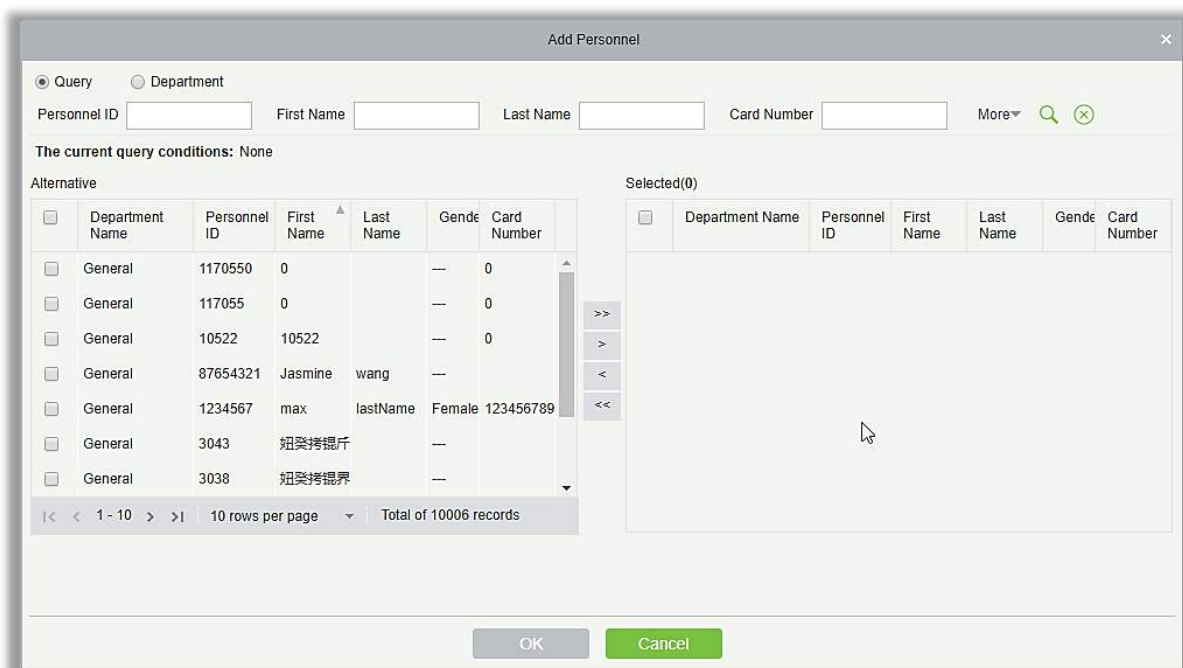 Add Personnel ×
Query Department
Personnel ID First Name Last Name Card Number More
The current query conditions: None
Alternative
Department Name Personnel ID First Name Last Name Gende Card Number
General 1170550 0 --- 0
General 117055 0 --- 0
General 10522 10522 --- 0
General 87654321 Jasmine wang ---
General 1234567 max lastName Female 123456789
General 3043 妞癸拷锟斤 ---
General 3038 妞癸拷锟界 ---
|< < 1 - 10 > >| 10 rows per page Total of 10006 records
>>
>
<
<<
Selected(0)
Department Name Personnel ID First Name Last Name Gende Card Number
OK Cancel